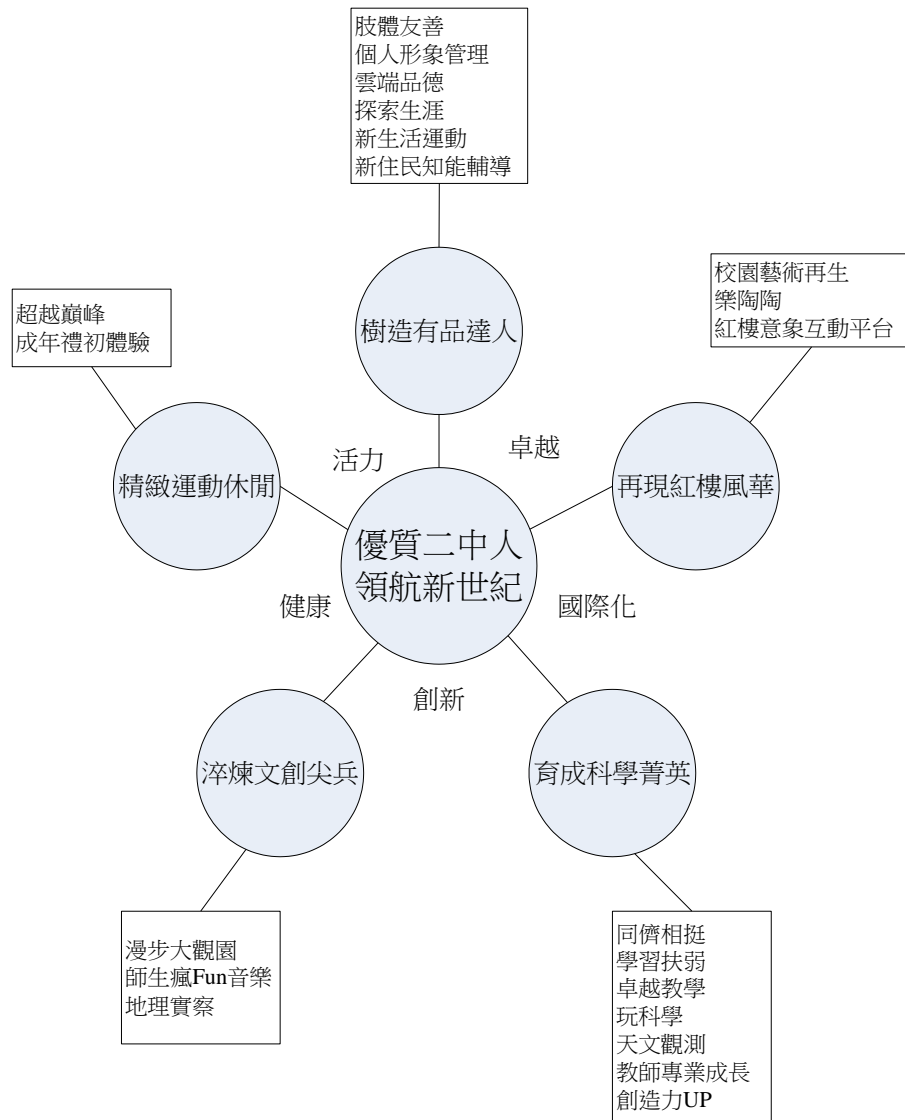 肢體友善
個人形象管理
雲端品德
探索生涯
新生活運動
新住民知能輔導
校園藝術再生
樂陶陶
紅樓意象互動平台
超越巔峰
成年禮初體驗
樹造有品達人
活力
卓越
精緻運動休閒
再現紅樓風華
優質二中人
領航新世紀
健康
國際化
創新
淬煉文創尖兵
育成科學菁英
漫步大觀園
師生瘋Fun音樂
地理實察
同儕相挺
學習扶弱
卓越教學
玩科學
天文觀測
教師專業成長
創造力UP